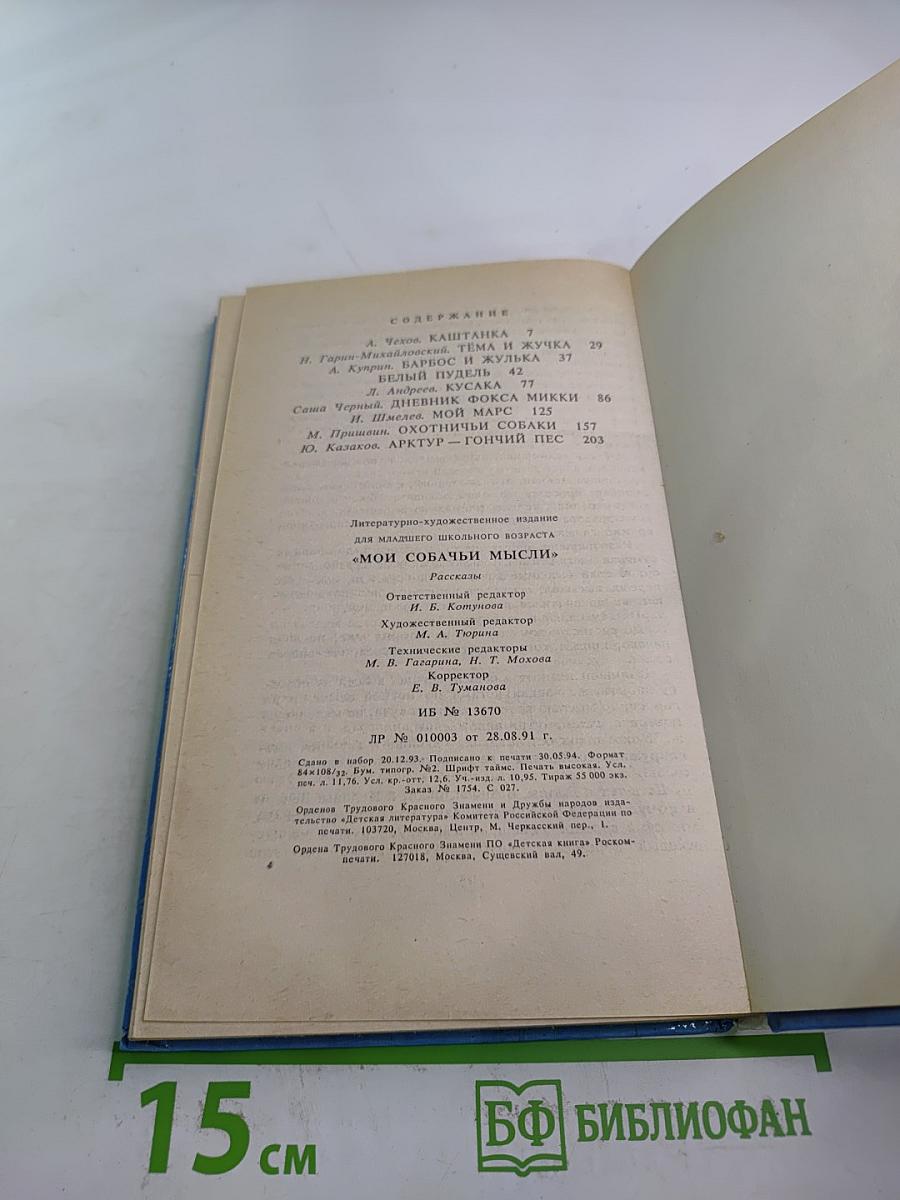 СОДЕРЖАНИЕ
А. Чехов. КАШТАНКА 7
Н. Гарин-Михайловский. ТЁМА И ЖУЧКА 29
А. Куприн. БАРБОС И ЖУЛЬКА 37
БЕЛЫЙ ПУДЕЛЬ 42
Л. Андреев. КУСАКА 77
Саша Черный. ДНЕВНИК ФОКСА МИККИ 86
И. Шмелев. МОЙ МАРС 125
М. Пришвин. ОХОТНИЧЬИ СОБАКИ 157
Ю. Казаков. АРКТУР — ГОНЧИЙ ПЕС 203
Литературно-художественное издание
ДЛЯ МЛАДШЕГО ШКОЛЬНОГО ВОЗРАСТА
«МОИ СОБАЧЬИ МЫСЛИ»
Рассказы
Ответственный редактор
И. Б. Котунова
Художественный редактор
М. А. Тюрина
Технические редакторы
М. В. Гагарина, Н. Т. Мохова
Корректор
Е. В. Туманова
ИБ № 13670
ЛР № 010003 от 28.08.91 г.
Сдано в набор 20.12.93. Подписано к печати 30.05.94. Формат
84×108/32. Бум. типогр. №2. Шрифт таймс. Печать высокая. Усл.
печ. л. 11,76. Усл. кр.-отт. 12,6. Уч.-изд. л. 10,95. Тираж 55 000 экз.
Заказ № 1754. С 027.
Орденов Трудового Красного Знамени и Дружбы народов изда-
тельство «Детская литература» Комитета Российской Федерации по
печати. 103720, Москва, Центр, М. Черкасский пер., 1.
Ордена Трудового Красного Знамени ПО «Детская книга» Роском-
печати. 127018, Москва, Сущевский вал, 49.
4
15 см
БФ БИБЛИОФАН